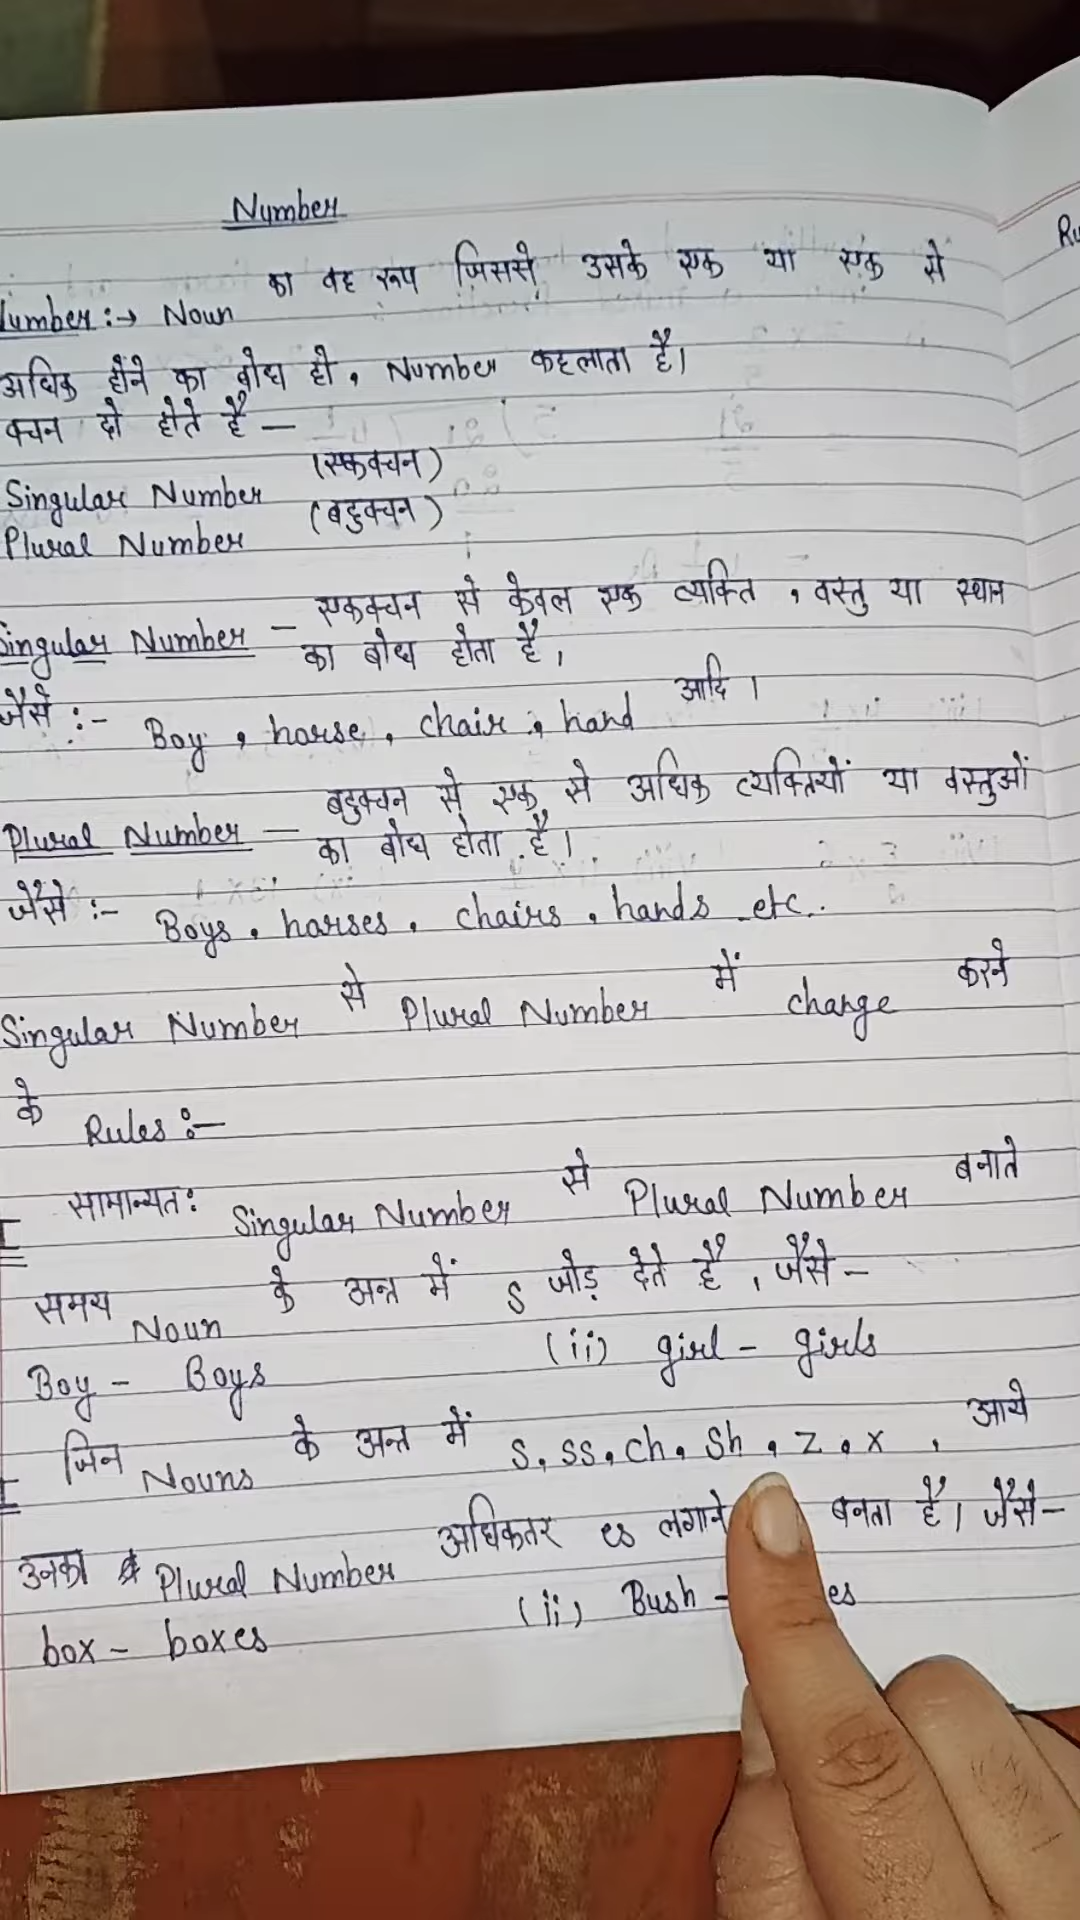 Number
Number :→ Noun का वह रूप जिससे उसके एक या एक से
अधिक होने का बोध हो, Number कहलाता है।
वचन दो होते है —
Singular Number (एकवचन)
Plural Number (बहुवचन)
Singular Number — एकवचन से केवल एक व्यक्ति, वस्तु या स्थान
का बोध होता है,
जैसे :- Boy, horse, chair, hand आदि।
Plural Number — बहुवचन से एक से अधिक व्यक्तियों या वस्तुओं
का बोध होता है।
जैसे :- Boys, horses, chairs, hands etc.
Singular Number से Plural Number में change करने
के Rules :-
I सामान्यतः Singular Number से Plural Number बनाते
समय Noun के अन्त में S जोड़ देते हैं, जैसे -
Boy - Boys (ii) girl - girls
जिन Nouns के अन्त में s, ss, ch, sh, z, x, आये
उनका Plural Number अधिकतर es लगाने बनता है। जैसे -
box - boxes (ii) Bush - es
Ru